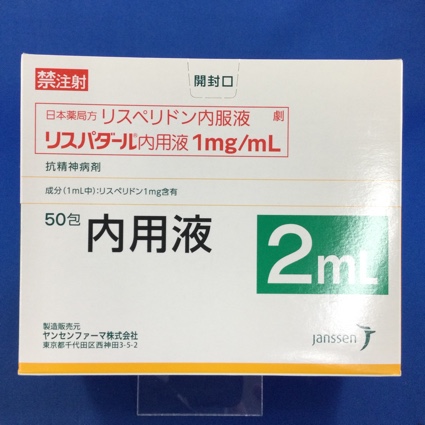 禁注射
開封口
日本薬局方 リスペリドン内服液 劇
リスパダール®内用液 1mg/mL
抗精神病剤
成分(1mL中):リスペリドン1mg含有
50包 内用液 2mL
製造販売元
ヤンセンファーマ株式会社
東京都千代田区西神田3-5-2
janssen